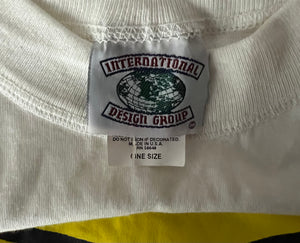 INTERNATIONAL
DESIGN GROUP
DO NOT IRON IF DECORATED.
MADE IN U.S.A.
ONE SIZE